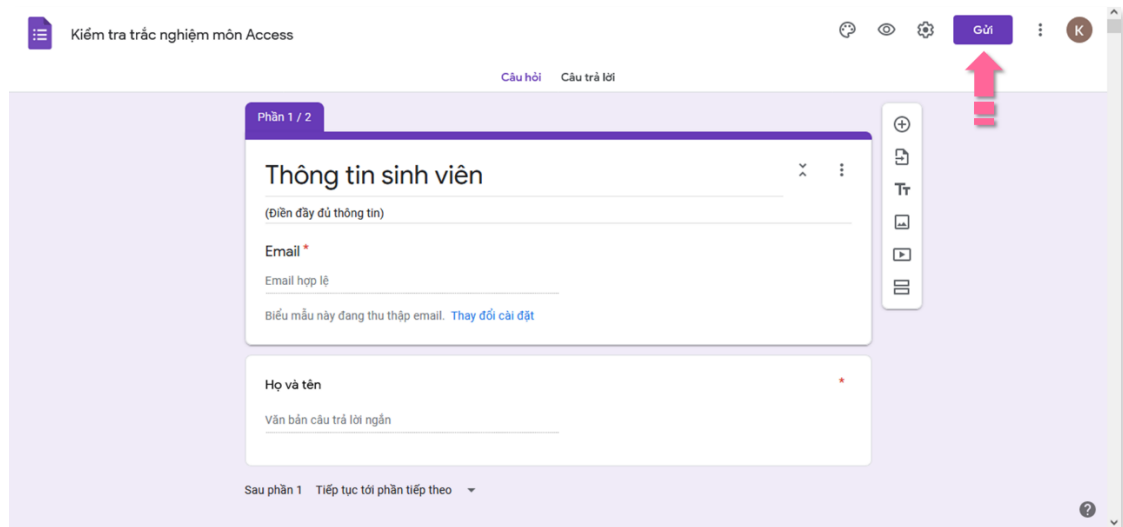 Kiểm tra trắc nghiệm môn Access
Gửi
K
Câu hỏi Câu trả lời
Phần 1 / 2
Thông tin sinh viên
(Điền đầy đủ thông tin)
Email *
Email hợp lệ
Biểu mẫu này đang thu thập email. Thay đổi cài đặt
Họ và tên *
Văn bản câu trả lời ngắn
Sau phần 1 Tiếp tục tới phần tiếp theo